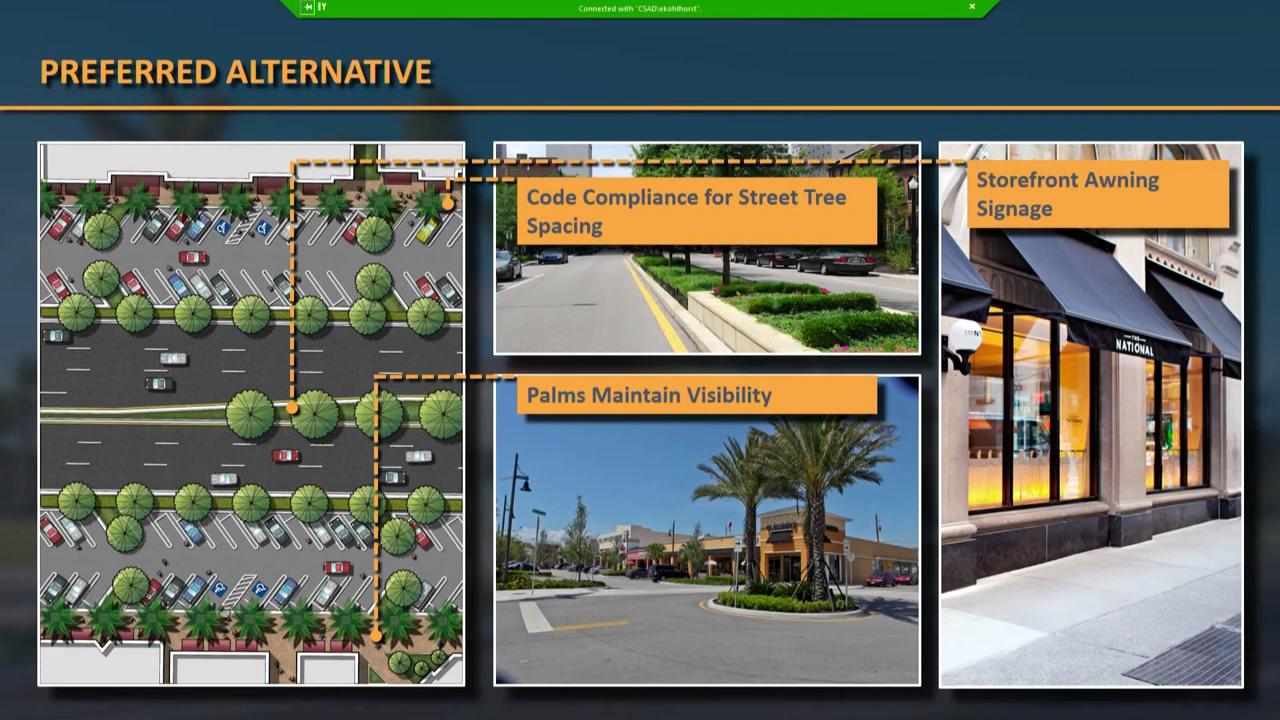 Connected with "CSAD\ekohlhorst".
PREFERRED ALTERNATIVE
Code Compliance for Street Tree
Spacing
Storefront Awning
Signage
THE
NATIONAL
Palms Maintain Visibility